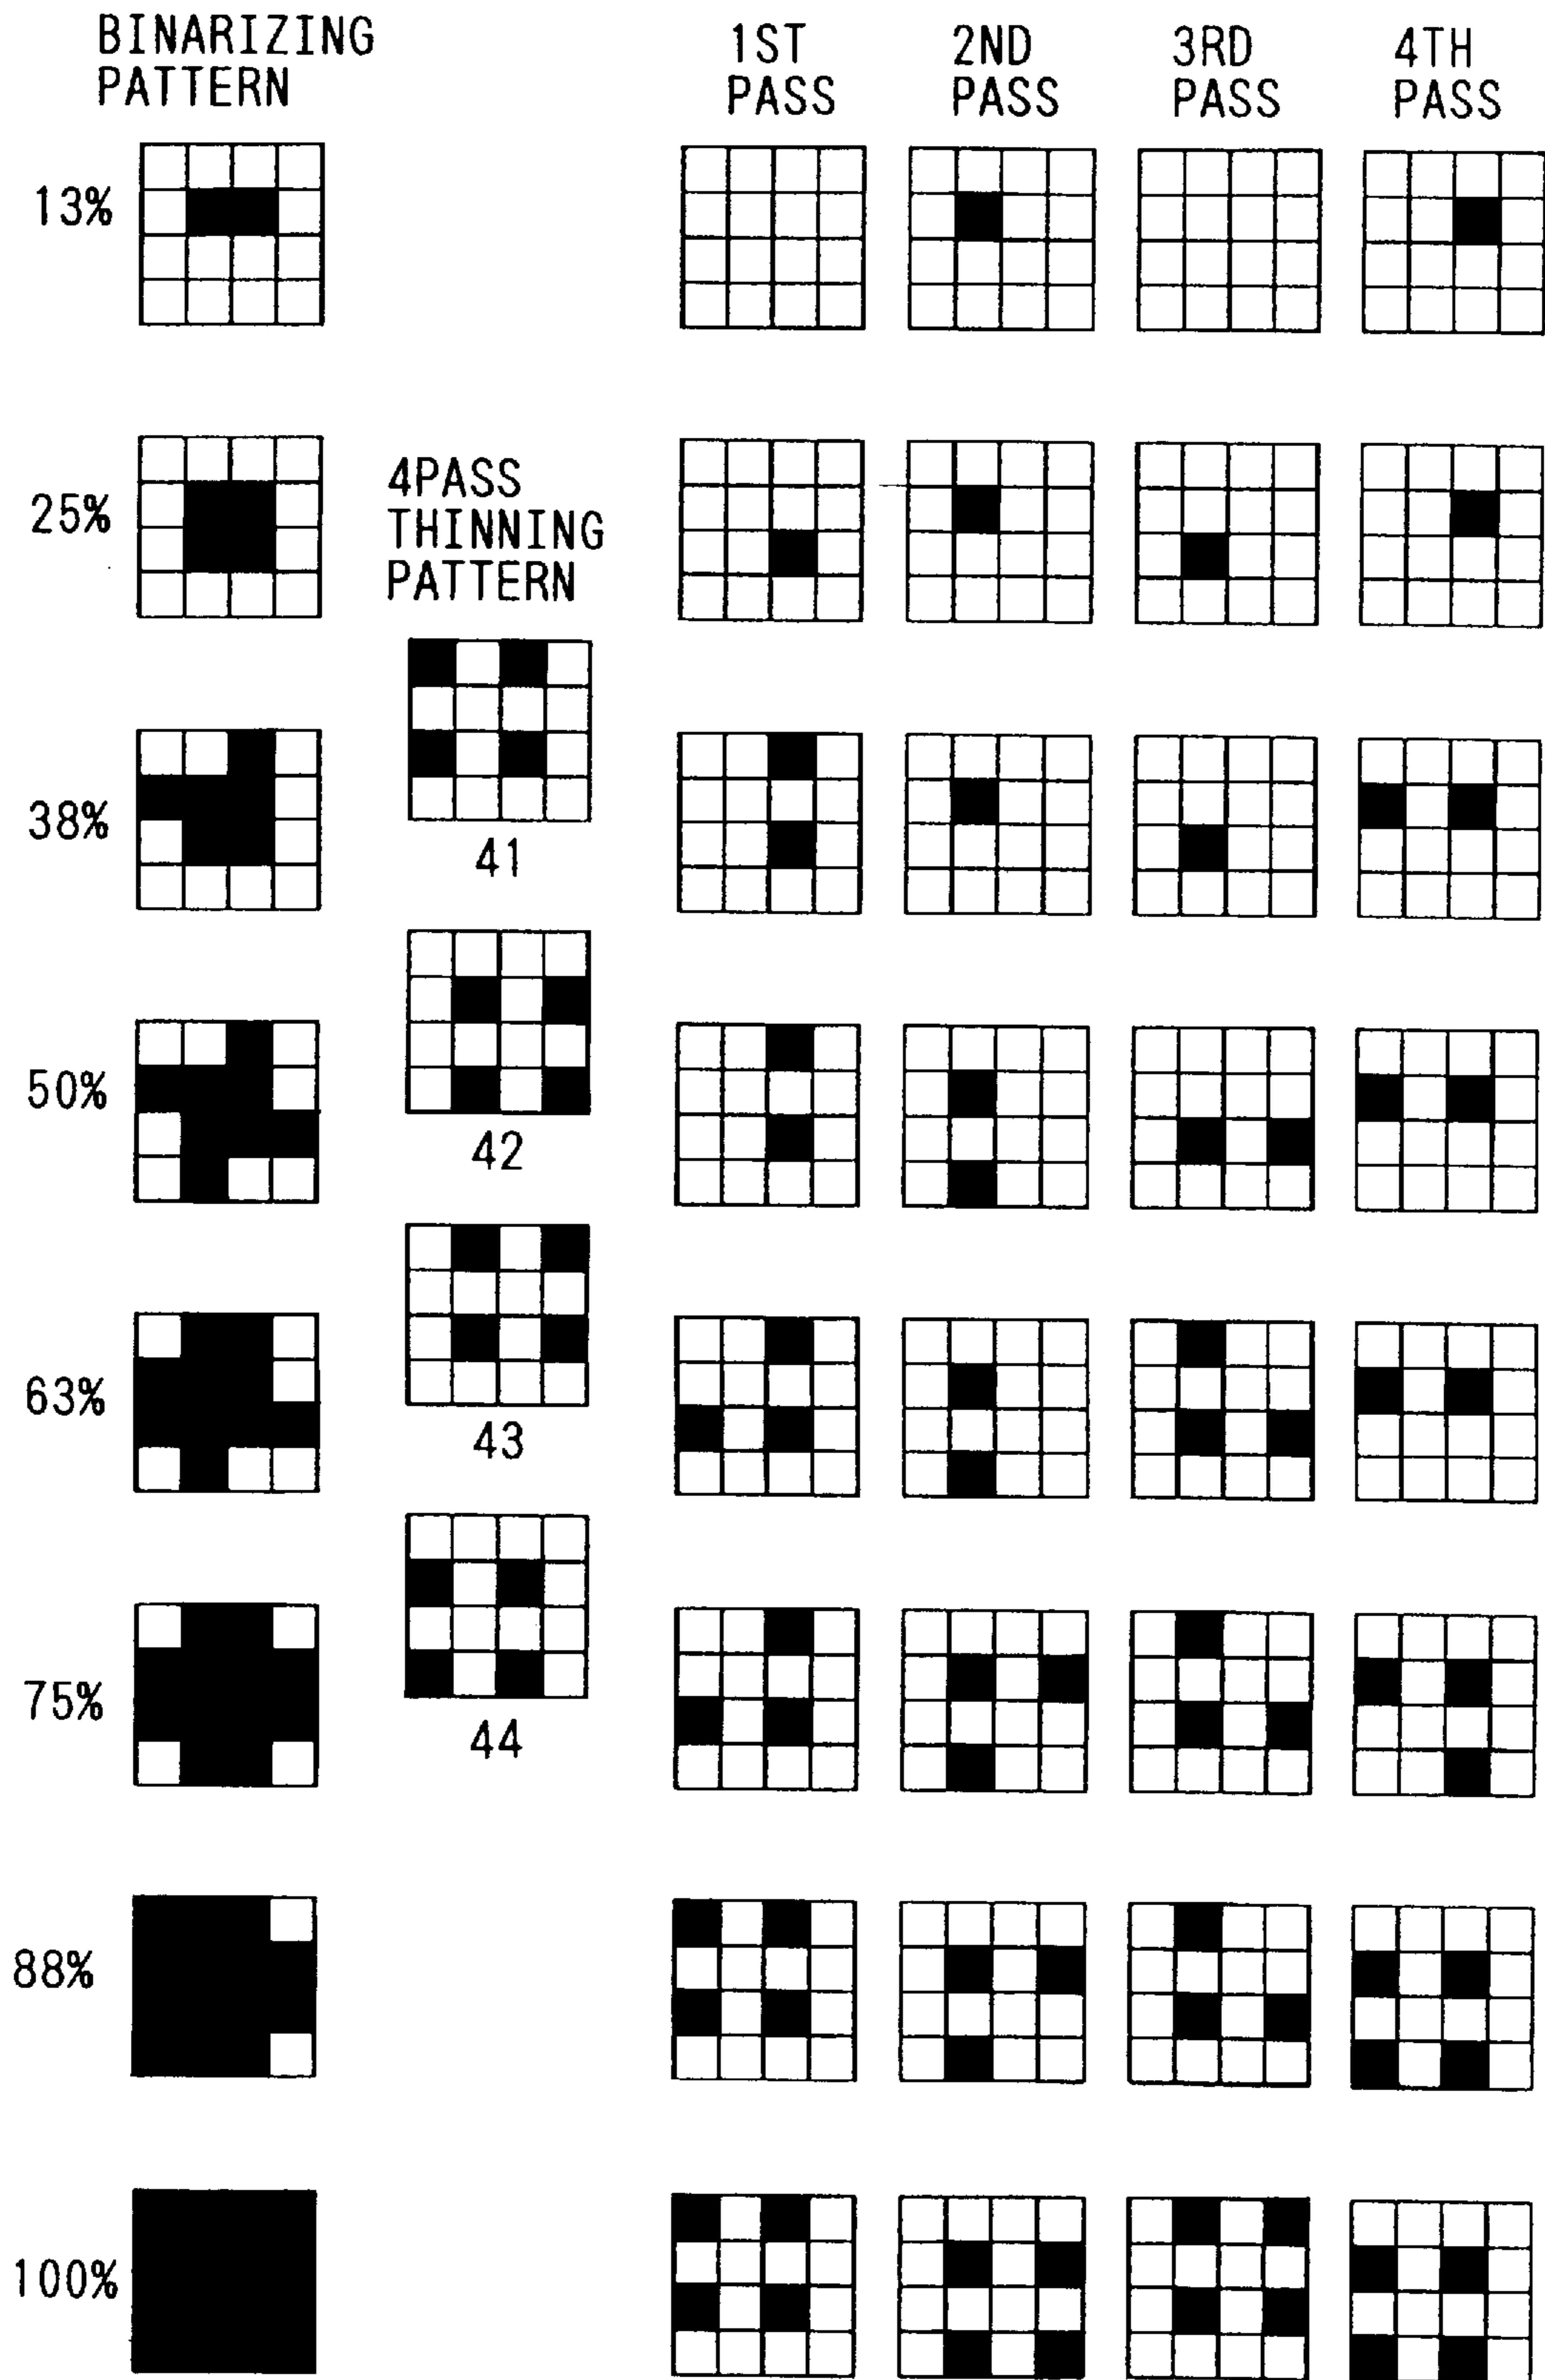 BINARIZING
PATTERN
1ST
PASS
2ND
PASS
3RD
PASS
4TH
PASS
13%
25%
4PASS
THINNING
PATTERN
38%
41
50%
42
63%
43
75%
44
88%
100%